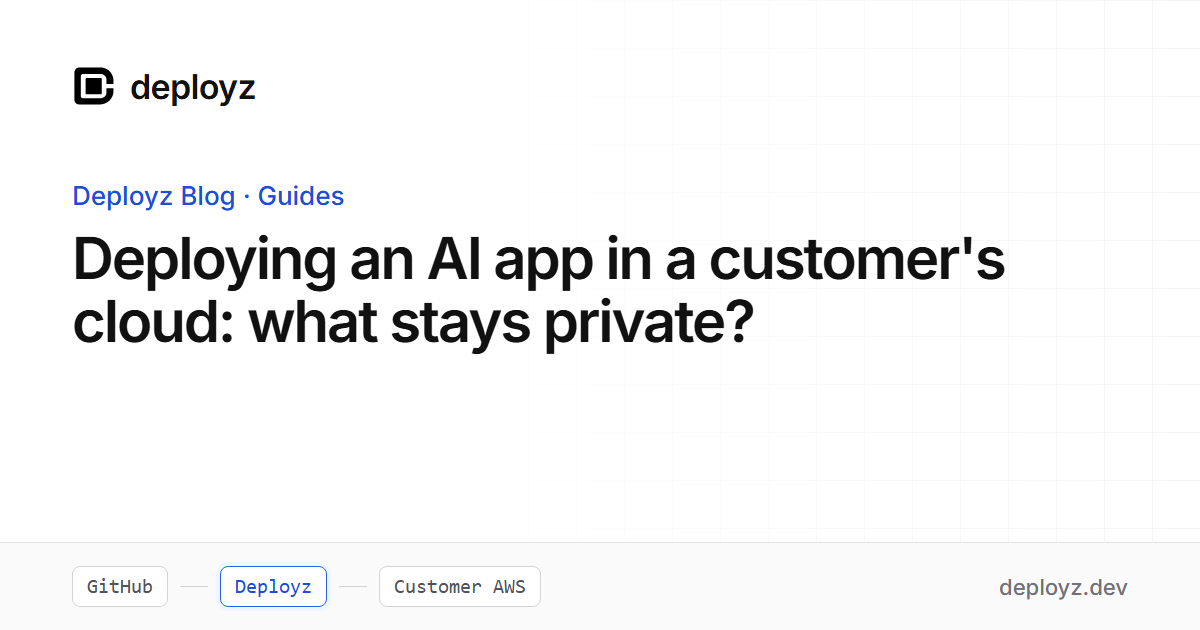 deployz
Deployz Blog · Guides
Deploying an AI app in a customer's
cloud: what stays private?
GitHub
Deployz
Customer AWS
deployz.dev